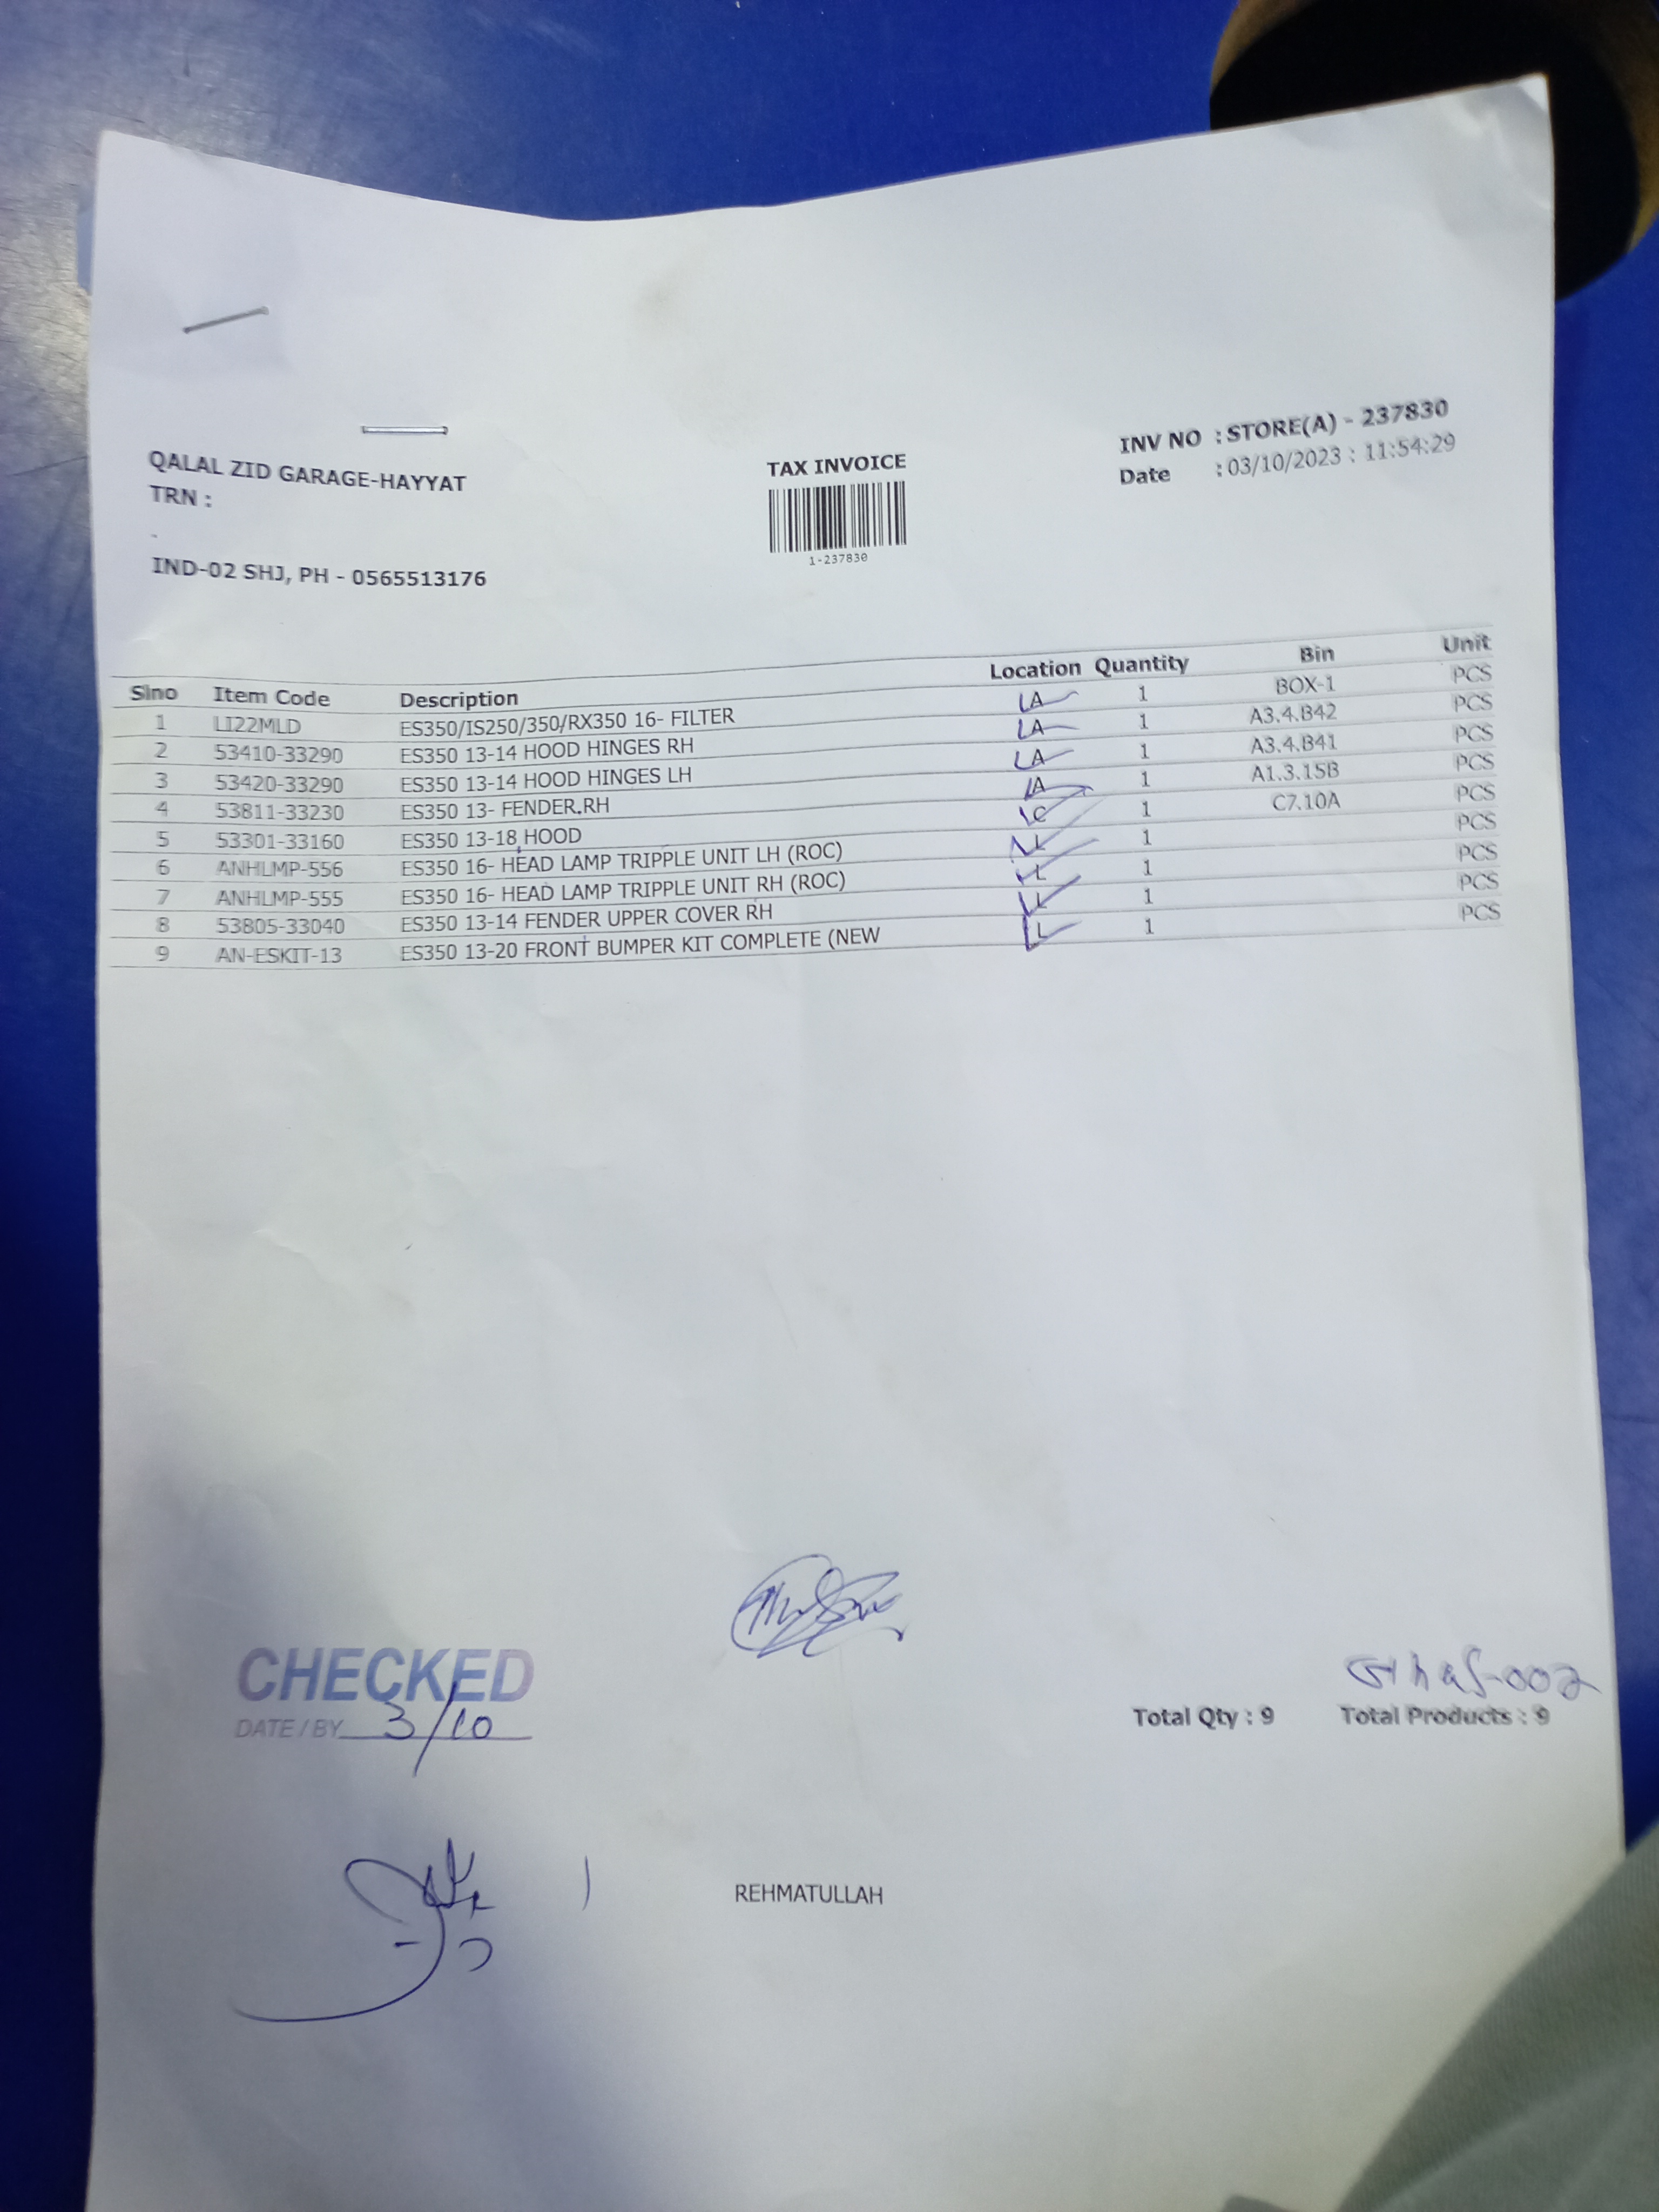 QALAL ZID GARAGE-HAYYAT
TRN :
.
IND-02 SHJ, PH - 0565513176
TAX INVOICE
1-237830
INV NO : STORE(A) - 237830
Date : 03/10/2023 : 11:54:29
Slno Item Code Description Location Quantity Bin Unit
1 LI22MLD ES350/IS250/350/RX350 16- FILTER LA 1 BOX-1 PCS
2 53410-33290 ES350 13-14 HOOD HINGES RH LA 1 A3.4.B42 PCS
3 53420-33290 ES350 13-14 HOOD HINGES LH LA 1 A3.4.B41 PCS
4 53811-33230 ES350 13- FENDER.RH LA 1 A1.3.15B PCS
5 53301-33160 ES350 13-18 HOOD 1 C7.10A PCS
6 ANHLMP-556 ES350 16- HEAD LAMP TRIPPLE UNIT LH (ROC) 1 PCS
7 ANHLMP-555 ES350 16- HEAD LAMP TRIPPLE UNIT RH (ROC) 1 PCS
8 53805-33040 ES350 13-14 FENDER UPPER COVER RH 1 PCS
9 AN-ESKIT-13 ES350 13-20 FRONT BUMPER KIT COMPLETE (NEW L 1 PCS
CHECKED
DATE/BY 3/10
Total Qty : 9 Total Products : 9
REHMATULLAH